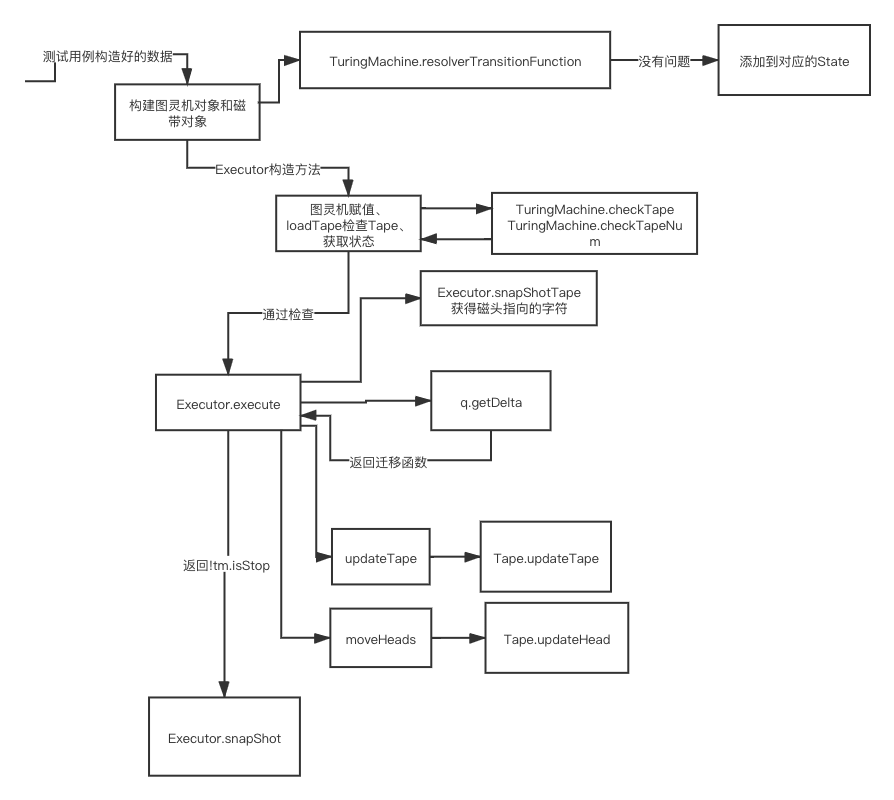 测试用例构造好的数据
TuringMachine.resolverTransitionFunction
没有问题
添加到对应的State
构建图灵机对象和磁
带对象
Executor构造方法
图灵机赋值、
loadTape检查Tape、
获取状态
TuringMachine.checkTape
TuringMachine.checkTapeNu
m
Executor.snapShotTape
获得磁头指向的字符
通过检查
Executor.execute
q.getDelta
返回迁移函数
updateTape
Tape.updateTape
返回!tm.isStop
moveHeads
Tape.updateHead
Executor.snapShot